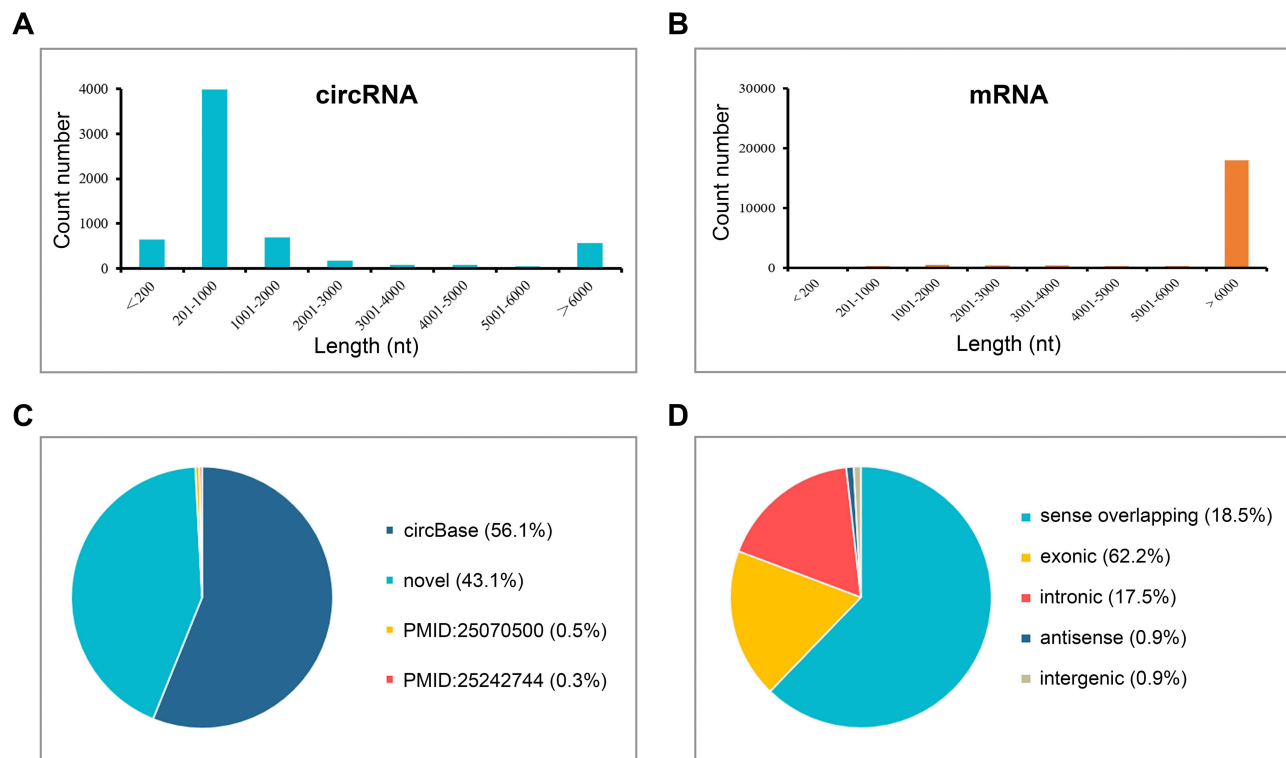 A
circRNA
Count number
4000
3000
2000
1000
0
<200
201-1000
1001-2000
2001-3000
3001-4000
4001-5000
5001-6000
>6000
Length (nt)
B
mRNA
Count number
30000
20000
10000
0
< 200
201-1000
1001-2000
2001-3000
3001-4000
4001-5000
5001-6000
> 6000
Length (nt)
C
circBase (56.1%)
novel (43.1%)
PMID:25070500 (0.5%)
PMID:25242744 (0.3%)
D
sense overlapping (18.5%)
exonic (62.2%)
intronic (17.5%)
antisense (0.9%)
intergenic (0.9%)